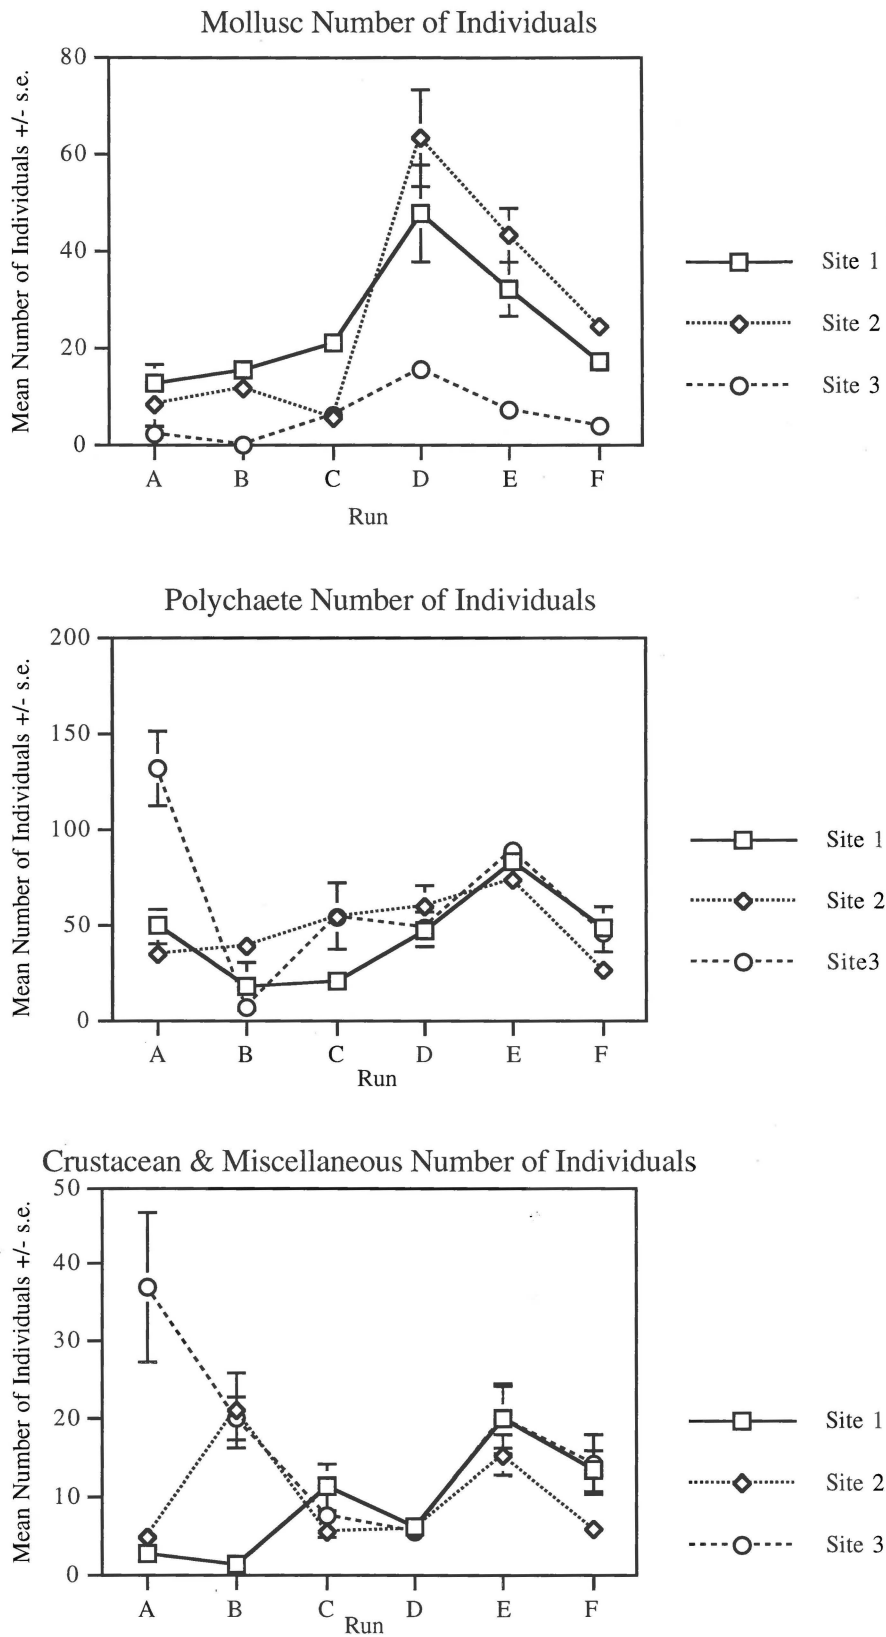 Mollusc Number of Individuals
Mean Number of Individuals +/- s.e.
80
60
40
20
0
A B C D E F
Run
Site 1
Site 2
Site 3
Polychaete Number of Individuals
Mean Number of Individuals +/- s.e.
200
150
100
50
0
A B C D E F
Run
Site 1
Site 2
Site3
Crustacean & Miscellaneous Number of Individuals
Mean Number of Individuals +/- s.e.
50
40
30
20
10
0
A B C D E F
Run
Site 1
Site 2
Site 3